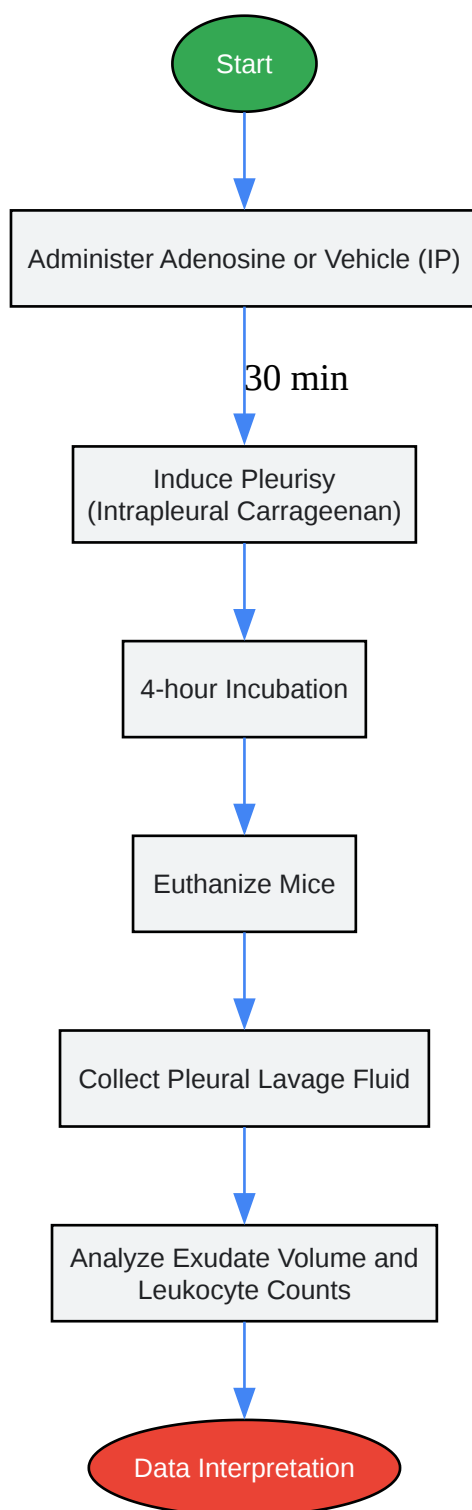 Start
Administer Adenosine or Vehicle (IP)
30 min
Induce Pleurisy
(Intrapleural Carrageenan)
4-hour Incubation
Euthanize Mice
Collect Pleural Lavage Fluid
Analyze Exudate Volume and
Leukocyte Counts
Data Interpretation